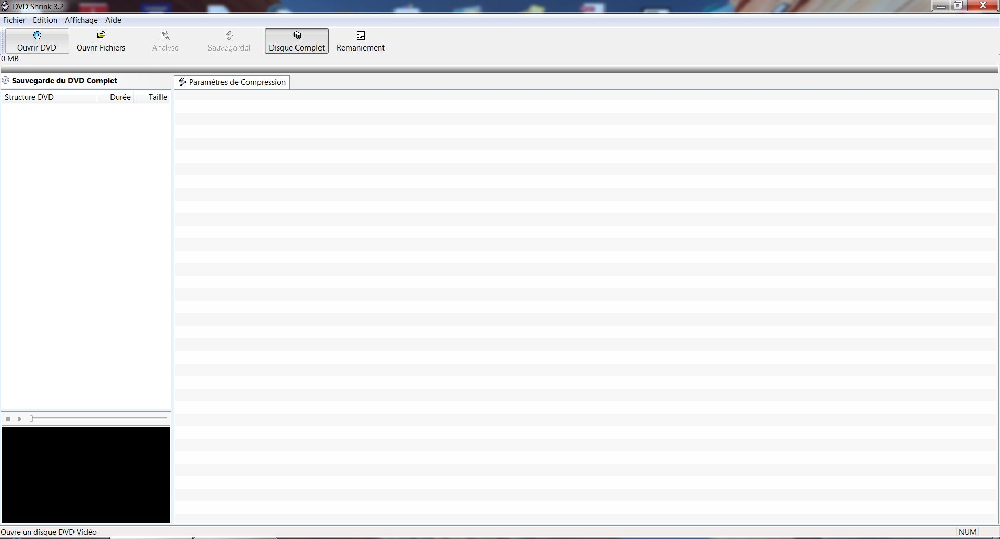 DVD Shrink 3.2
Fichier Edition Affichage Aide
Ouvrir DVD Ouvrir Fichiers Analyse Sauvegarde! Disque Complet Remaniement
0 MB
Sauvegarde du DVD Complet
Paramètres de Compression
Structure DVD Durée Taille
Ouvre un disque DVD Vidéo
NUM